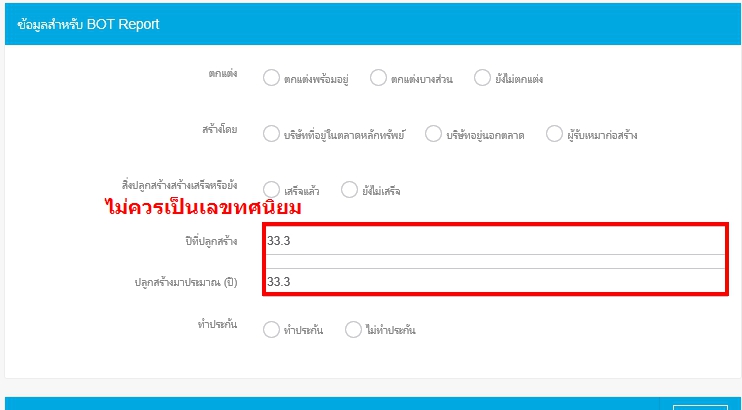 ข้อมูลสำหรับ BOT Report
ตกแต่ง ตกแต่งพร้อมอยู่ ตกแต่งบางส่วน ยังไม่ตกแต่ง
สร้างโดย บริษัทที่อยู่ในตลาดหลักทรัพย์ บริษัทอยู่นอกตลาด ผู้รับเหมาก่อสร้าง
สิ่งปลูกสร้างสร้างเสร็จหรือยัง เสร็จแล้ว ยังไม่เสร็จ
ไม่ควรเป็นเลขทศนิยม
ปีที่ปลูกสร้าง 33.3
ปลูกสร้างมาประมาณ (ปี) 33.3
ทำประกัน ทำประกัน ไม่ทำประกัน